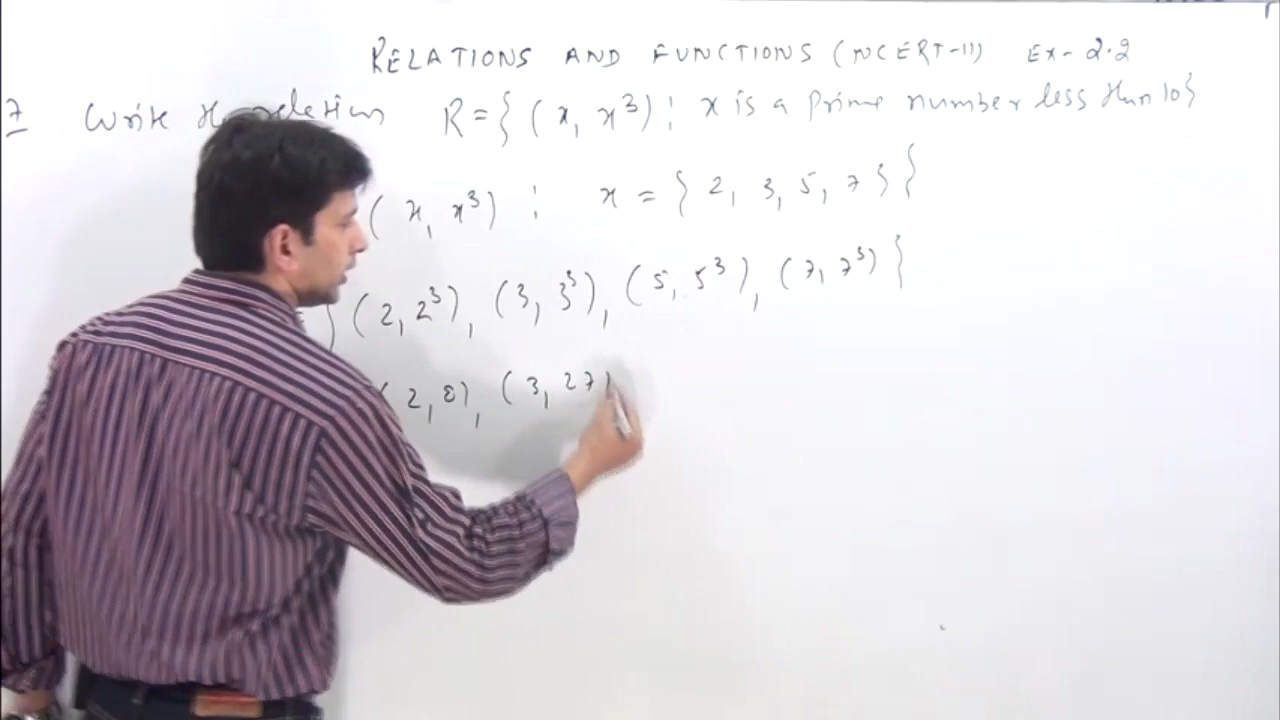 RELATIONS AND FUNCTIONS (NCERT-11) Ex- 2.2
7 Write R={(x, x³): x is a prime number less than 10}
(x, x³) : x = {2, 3, 5, 7}}
= {(2, 2³), (3, 3³), (5, 5³), (7, 7³)}
(2, 8), (3, 27)